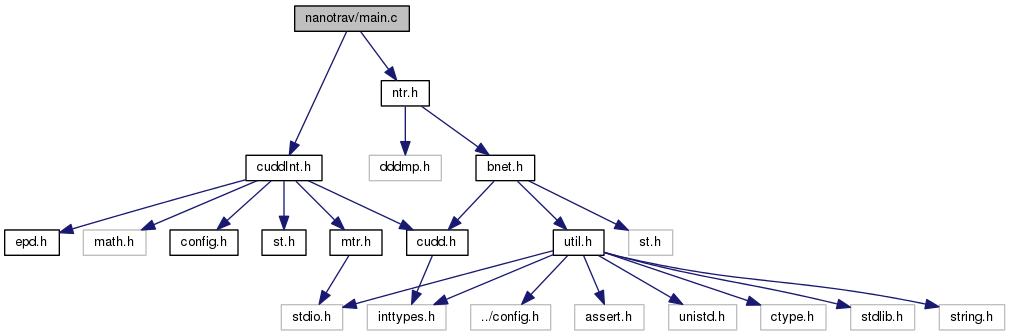 nanotrav/main.c
ntr.h
cuddInt.h
dddmp.h
bnet.h
epd.h
math.h
config.h
st.h
mtr.h
cudd.h
util.h
st.h
stdio.h
inttypes.h
../config.h
assert.h
unistd.h
ctype.h
stdlib.h
string.h